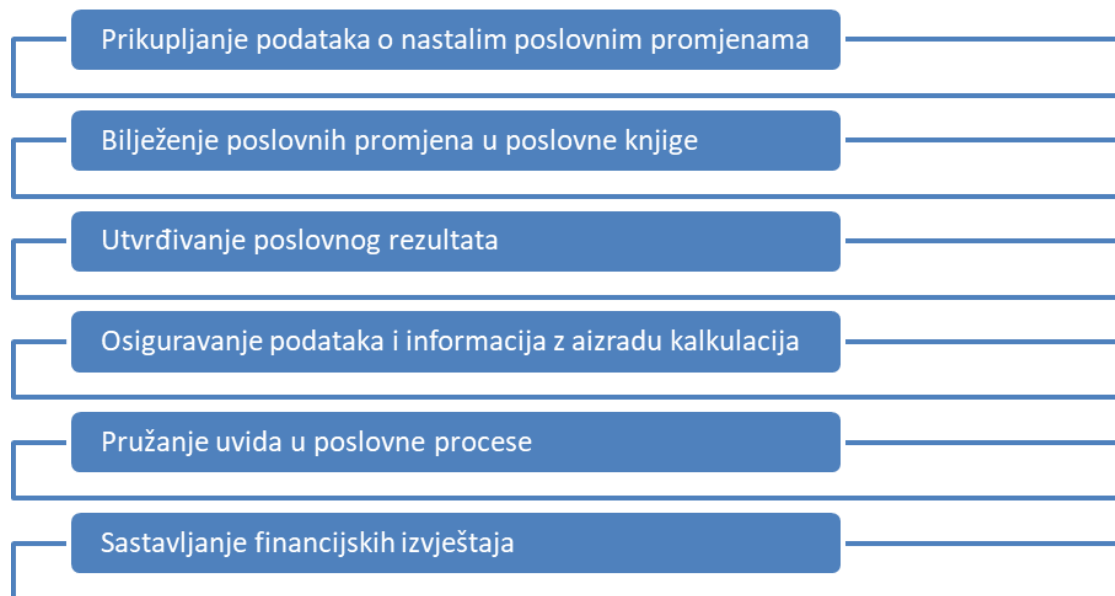 Prikupljanje podataka o nastalim poslovnim promjenama
Bilježenje poslovnih promjena u poslovne knjige
Utvrđivanje poslovnog rezultata
Osiguravanje podataka i informacija z aizradu kalkulacija
Pružanje uvida u poslovne procese
Sastavljanje financijskih izvještaja